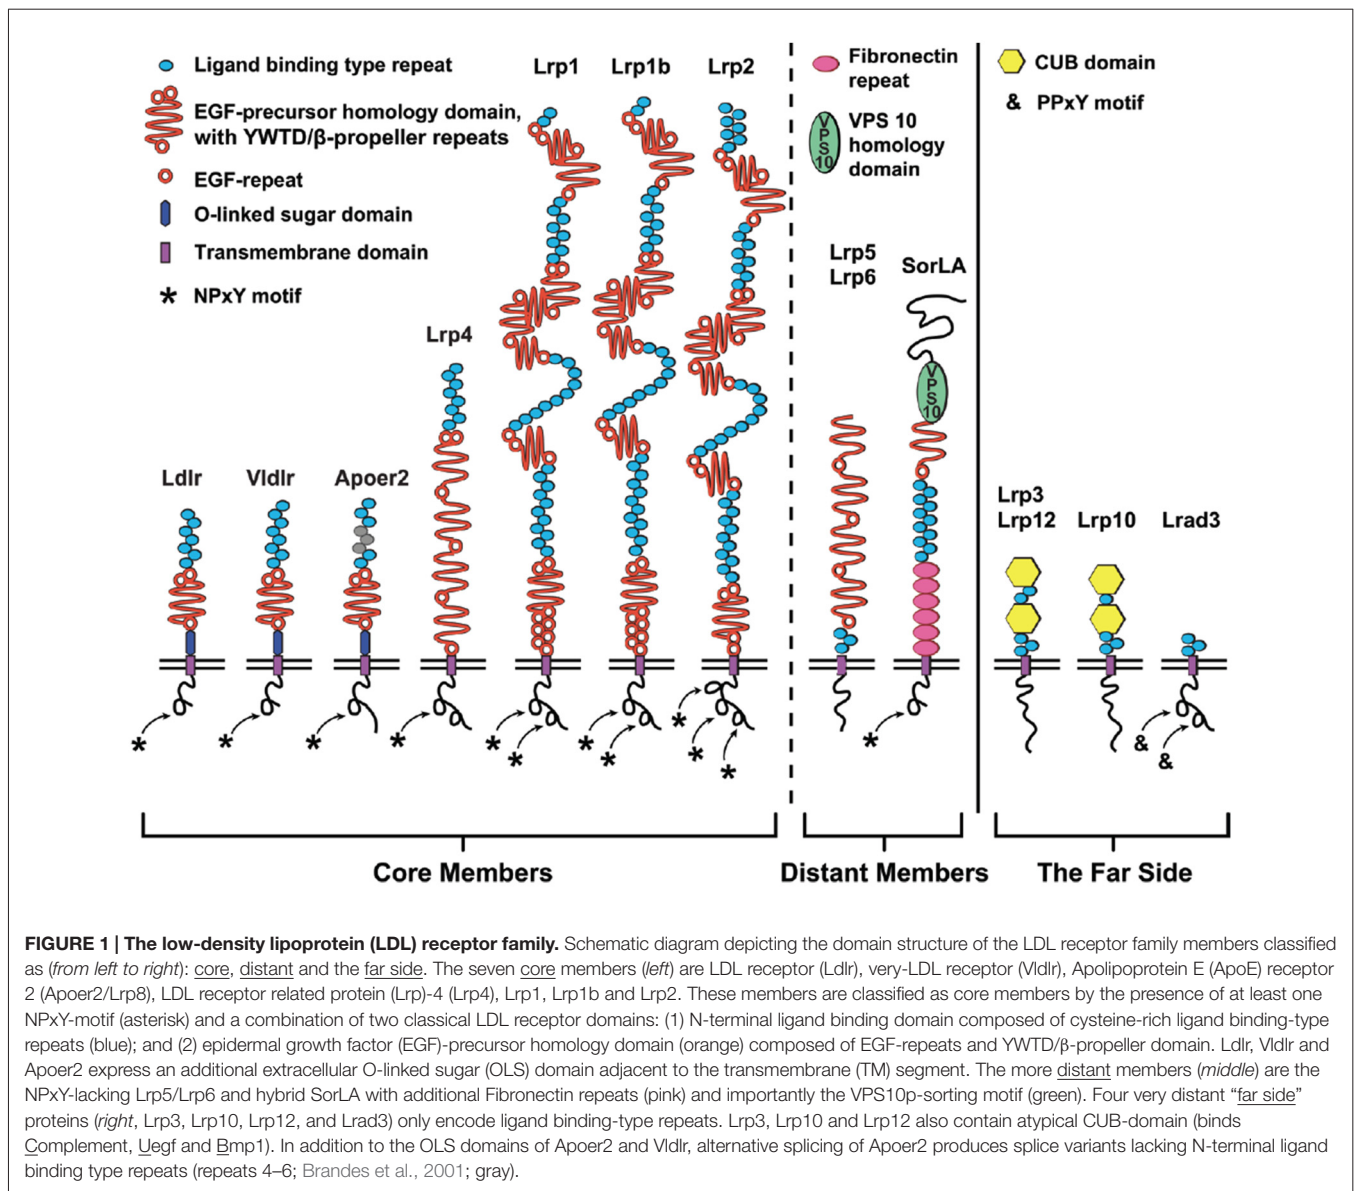 Ligand binding type repeat
EGF-precursor homology domain,
with YWTD/β-propeller repeats
EGF-repeat
O-linked sugar domain
Transmembrane domain
* NPxY motif
Lrp1
Lrp1b
Lrp2
Fibronectin
repeat
VPS10
VPS 10
homology
domain
CUB domain
& PPxY motif
Ldlr
Vldlr
Apoer2
Lrp4
Lrp5
Lrp6
SorLA
VPS10
Lrp3
Lrp12
Lrp10
Lrad3
* * * * * * * * * * * * &
&
Core Members
Distant Members
The Far Side
FIGURE 1 | The low-density lipoprotein (LDL) receptor family. Schematic diagram depicting the domain structure of the LDL receptor family members classified
as (from left to right): core, distant and the far side. The seven core members (left) are LDL receptor (Ldlr), very-LDL receptor (Vldlr), Apolipoprotein E (ApoE) receptor
2 (Apoer2/Lrp8), LDL receptor related protein (Lrp)-4 (Lrp4), Lrp1, Lrp1b and Lrp2. These members are classified as core members by the presence of at least one
NPxY-motif (asterisk) and a combination of two classical LDL receptor domains: (1) N-terminal ligand binding domain composed of cysteine-rich ligand binding-type
repeats (blue); and (2) epidermal growth factor (EGF)-precursor homology domain (orange) composed of EGF-repeats and YWTD/β-propeller domain. Ldlr, Vldlr and
Apoer2 express an additional extracellular O-linked sugar (OLS) domain adjacent to the transmembrane (TM) segment. The more distant members (middle) are the
NPxY-lacking Lrp5/Lrp6 and hybrid SorLA with additional Fibronectin repeats (pink) and importantly the VPS10p-sorting motif (green). Four very distant “far side”
proteins (right, Lrp3, Lrp10, Lrp12, and Lrad3) only encode ligand binding-type repeats. Lrp3, Lrp10 and Lrp12 also contain atypical CUB-domain (binds
Complement, Uegf and Bmp1). In addition to the OLS domains of Apoer2 and Vldlr, alternative splicing of Apoer2 produces splice variants lacking N-terminal ligand
binding type repeats (repeats 4–6; Brandes et al., 2001; gray).